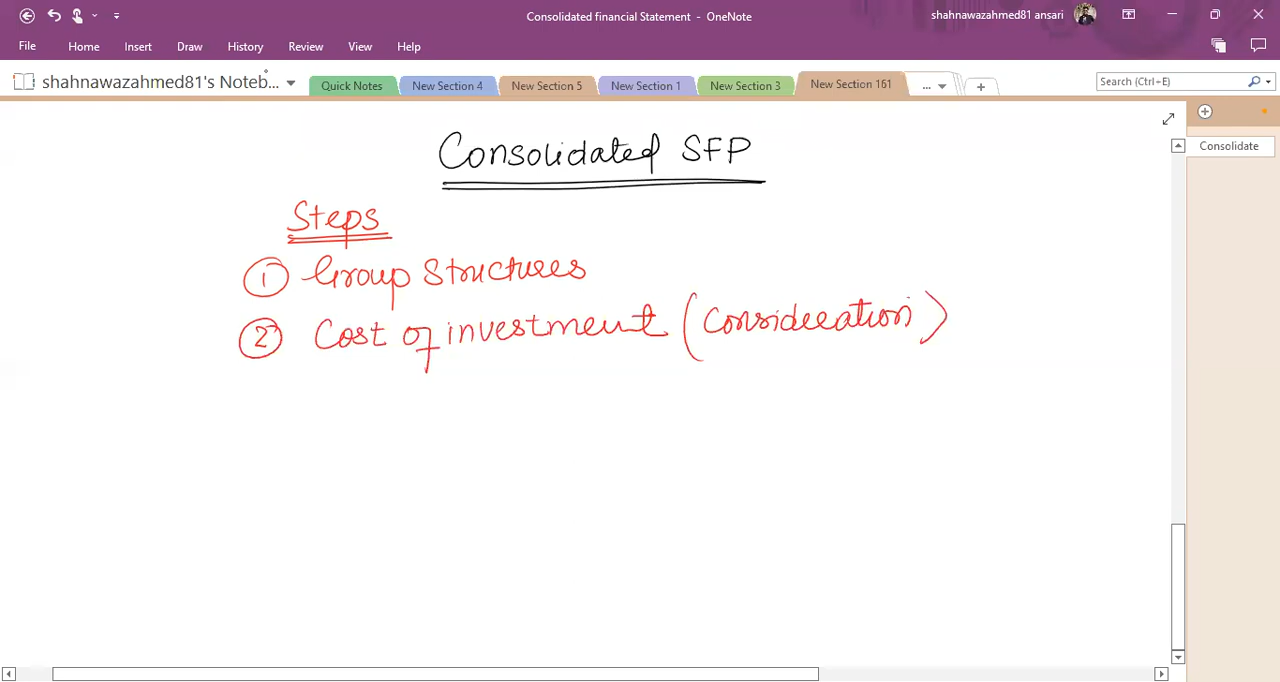 Consolidated financial Statement - OneNote
shahnawazahmed81 ansari
File Home Insert Draw History Review View Help
shahnawazahmed81's Noteb... Quick Notes New Section 4 New Section 5 New Section 1 New Section 3 New Section 161 ... Search (Ctrl+E)
Consolidate
Consolidated SFP
Steps
① Group Structures
② Cost of investment (Consideration)